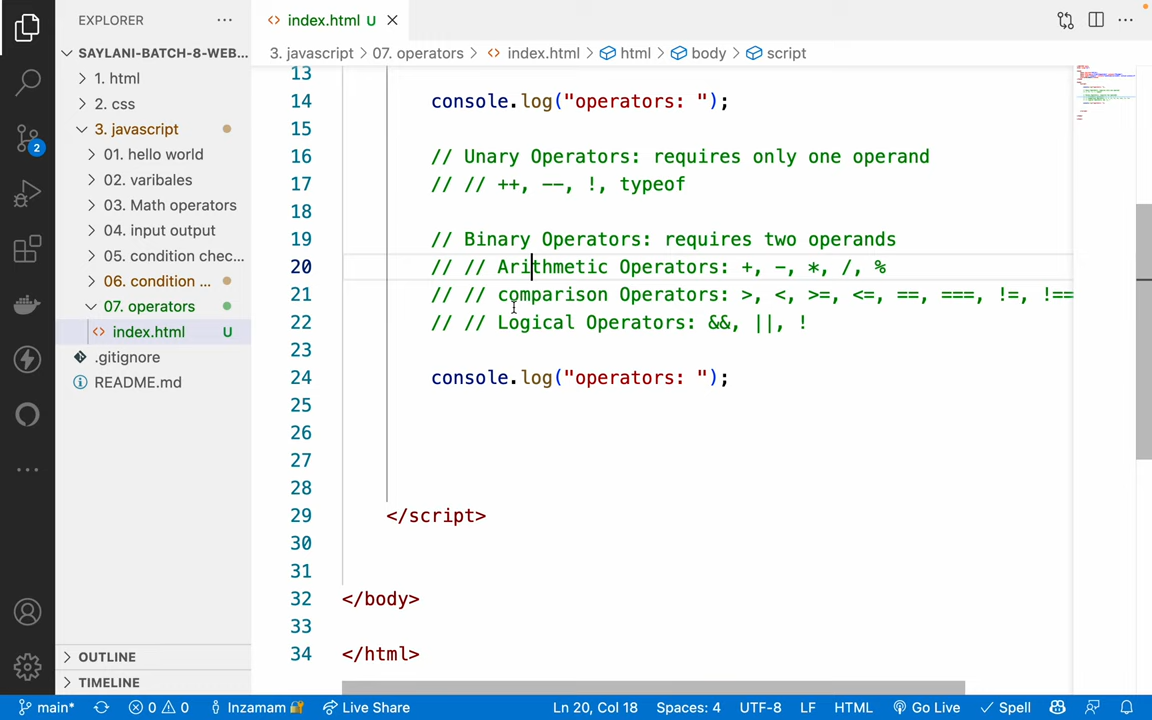 EXPLORER
index.html U
SAYLANI-BATCH-8-WEB...
3. javascript > 07. operators > index.html > html > body > script
1. html
2. css
3. javascript
01. hello world
02. varibales
03. Math operators
04. input output
05. condition chec...
06. condition ...
07. operators
index.html U
.gitignore
README.md
OUTLINE
TIMELINE
2
13
14 console.log("operators: ");
15
16 // Unary Operators: requires only one operand
17 // // ++, --, !, typeof
18
19 // Binary Operators: requires two operands
20 // // Arithmetic Operators: +, -, *, /, %
21 // // comparison Operators: >, <, >=, <=, ==, ===, !=, !==
22 // // Logical Operators: &&, ||, !
23
24 console.log("operators: ");
25
26
27
28
29 </script>
30
31
32 </body>
33
34 </html>
main* 0 0 Inzamam Live Share Ln 20, Col 18 Spaces: 4 UTF-8 LF HTML Go Live Spell